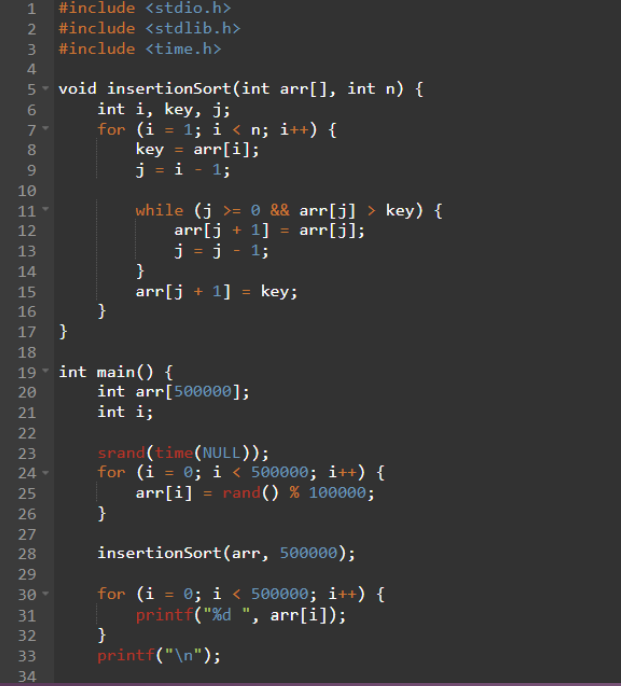 1 #include <stdio.h>
2 #include <stdlib.h>
3 #include <time.h>
4
5 void insertionSort(int arr[], int n) {
6     int i, key, j;
7     for (i = 1; i < n; i++) {
8         key = arr[i];
9         j = i - 1;
10
11         while (j >= 0 && arr[j] > key) {
12             arr[j + 1] = arr[j];
13             j = j - 1;
14         }
15         arr[j + 1] = key;
16     }
17 }
18
19 int main() {
20     int arr[500000];
21     int i;
22
23     srand(time(NULL));
24     for (i = 0; i < 500000; i++) {
25         arr[i] = rand() % 100000;
26     }
27
28     insertionSort(arr, 500000);
29
30     for (i = 0; i < 500000; i++) {
31         printf("%d ", arr[i]);
32     }
33     printf("\n");
34